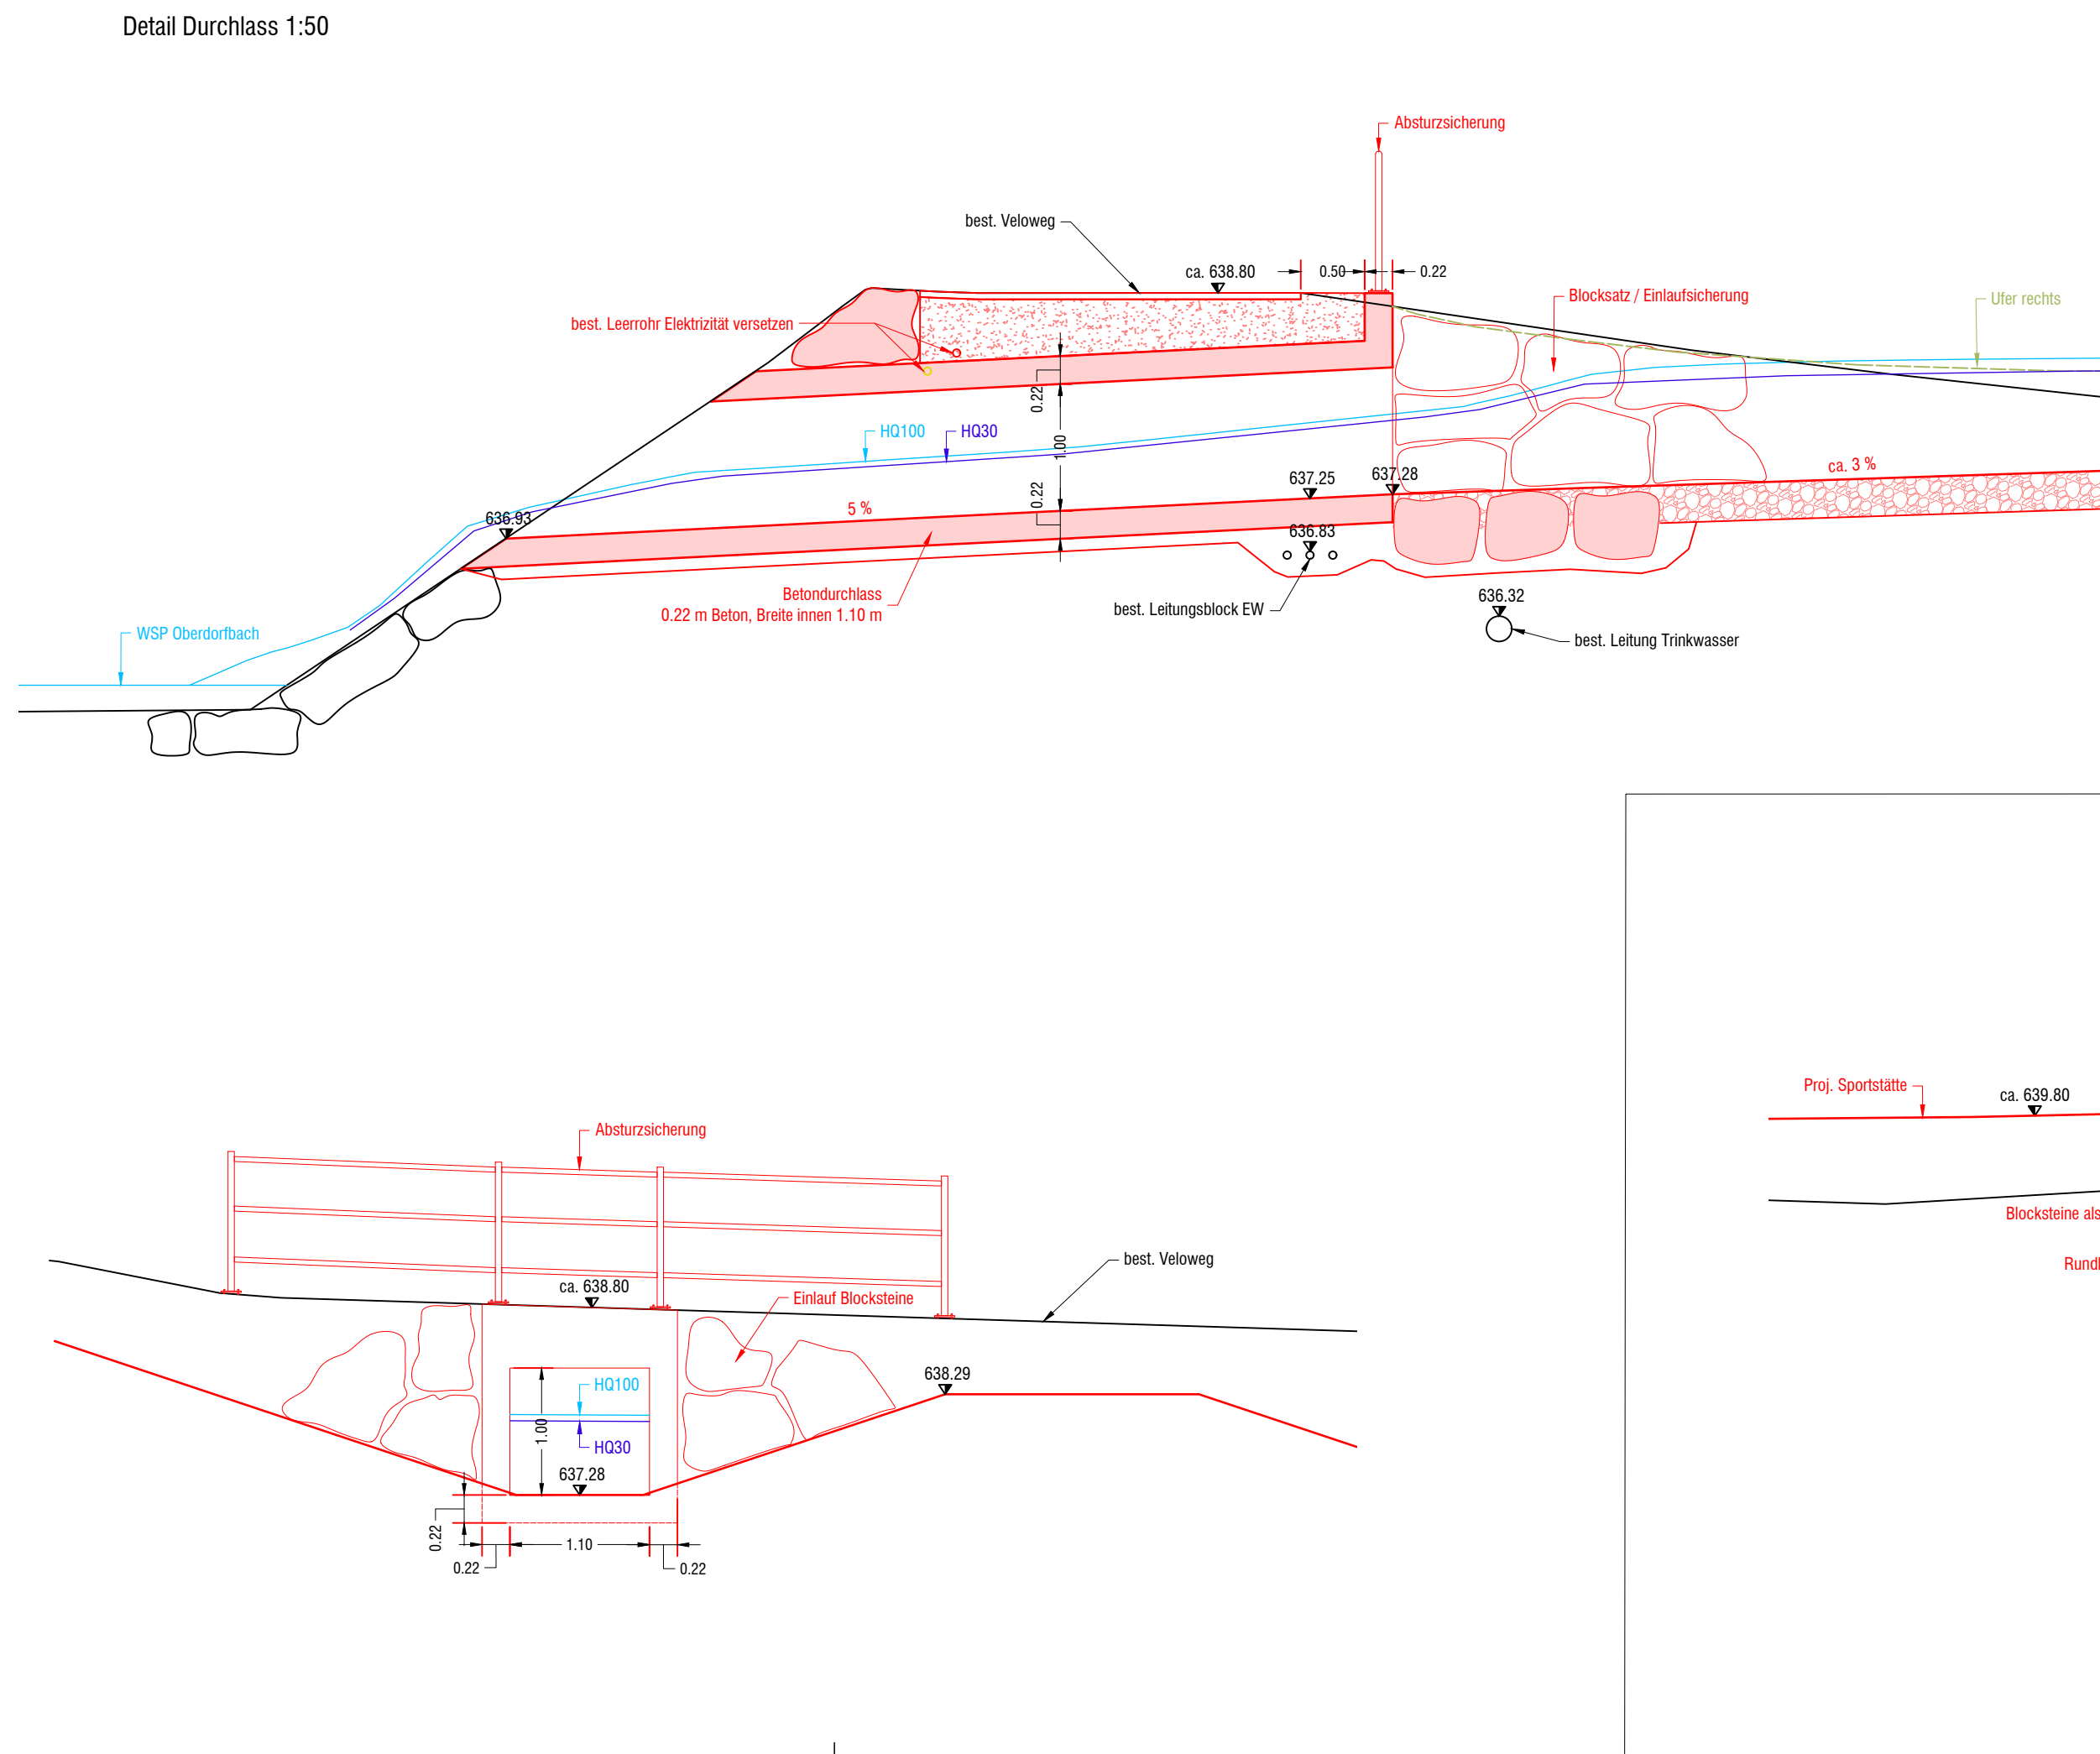 Detail Durchlass 1:50
Absturzsicherung
best. Veloweg
ca. 638.80
0.50
0.22
Blocksatz / Einlaufsicherung
Ufer rechts
best. Leerrohr Elektrizität versetzen
0.22
HQ100
HQ30
1.00
ca. 3 %
637.25
637.28
0.22
5 %
636.93
636.83
Betondurchlass
0.22 m Beton, Breite innen 1.10 m
best. Leitungsblock EW
636.32
WSP Oberdorfbach
best. Leitung Trinkwasser
Proj. Sportstätte
ca. 639.80
Blocksteine als
Absturzsicherung
best. Veloweg
ca. 638.80
Einlauf Blocksteine
638.29
HQ100
1.00
HQ30
637.28
0.22
1.10
0.22
0.22